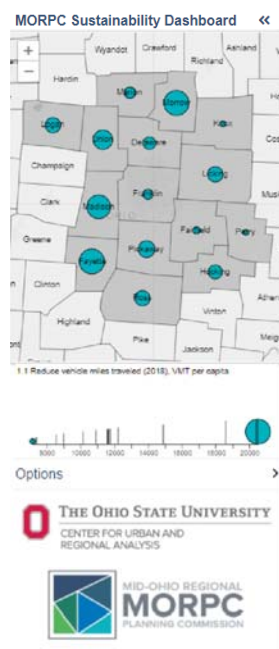 MORPC Sustainability Dashboard «
+
−
Wyandot Crawford Ashland
Richland
Hardin
Marion
Morrow
Logan
Union
Delaware
Knox
Champaign
Licking
Clark
Madison
Franklin
Greene
Fairfield
Perry
Pickaway
Fayette
Hocking
Clinton
Ross
Vinton
Highland
Pike
Jackson
1.1 Reduce vehicle miles traveled (2018), VMT per capita
8000 10000 12000 14000 16000 18000 20000
Options
THE OHIO STATE UNIVERSITY
CENTER FOR URBAN AND
REGIONAL ANALYSIS
MID-OHIO REGIONAL
MORPC
PLANNING COMMISSION